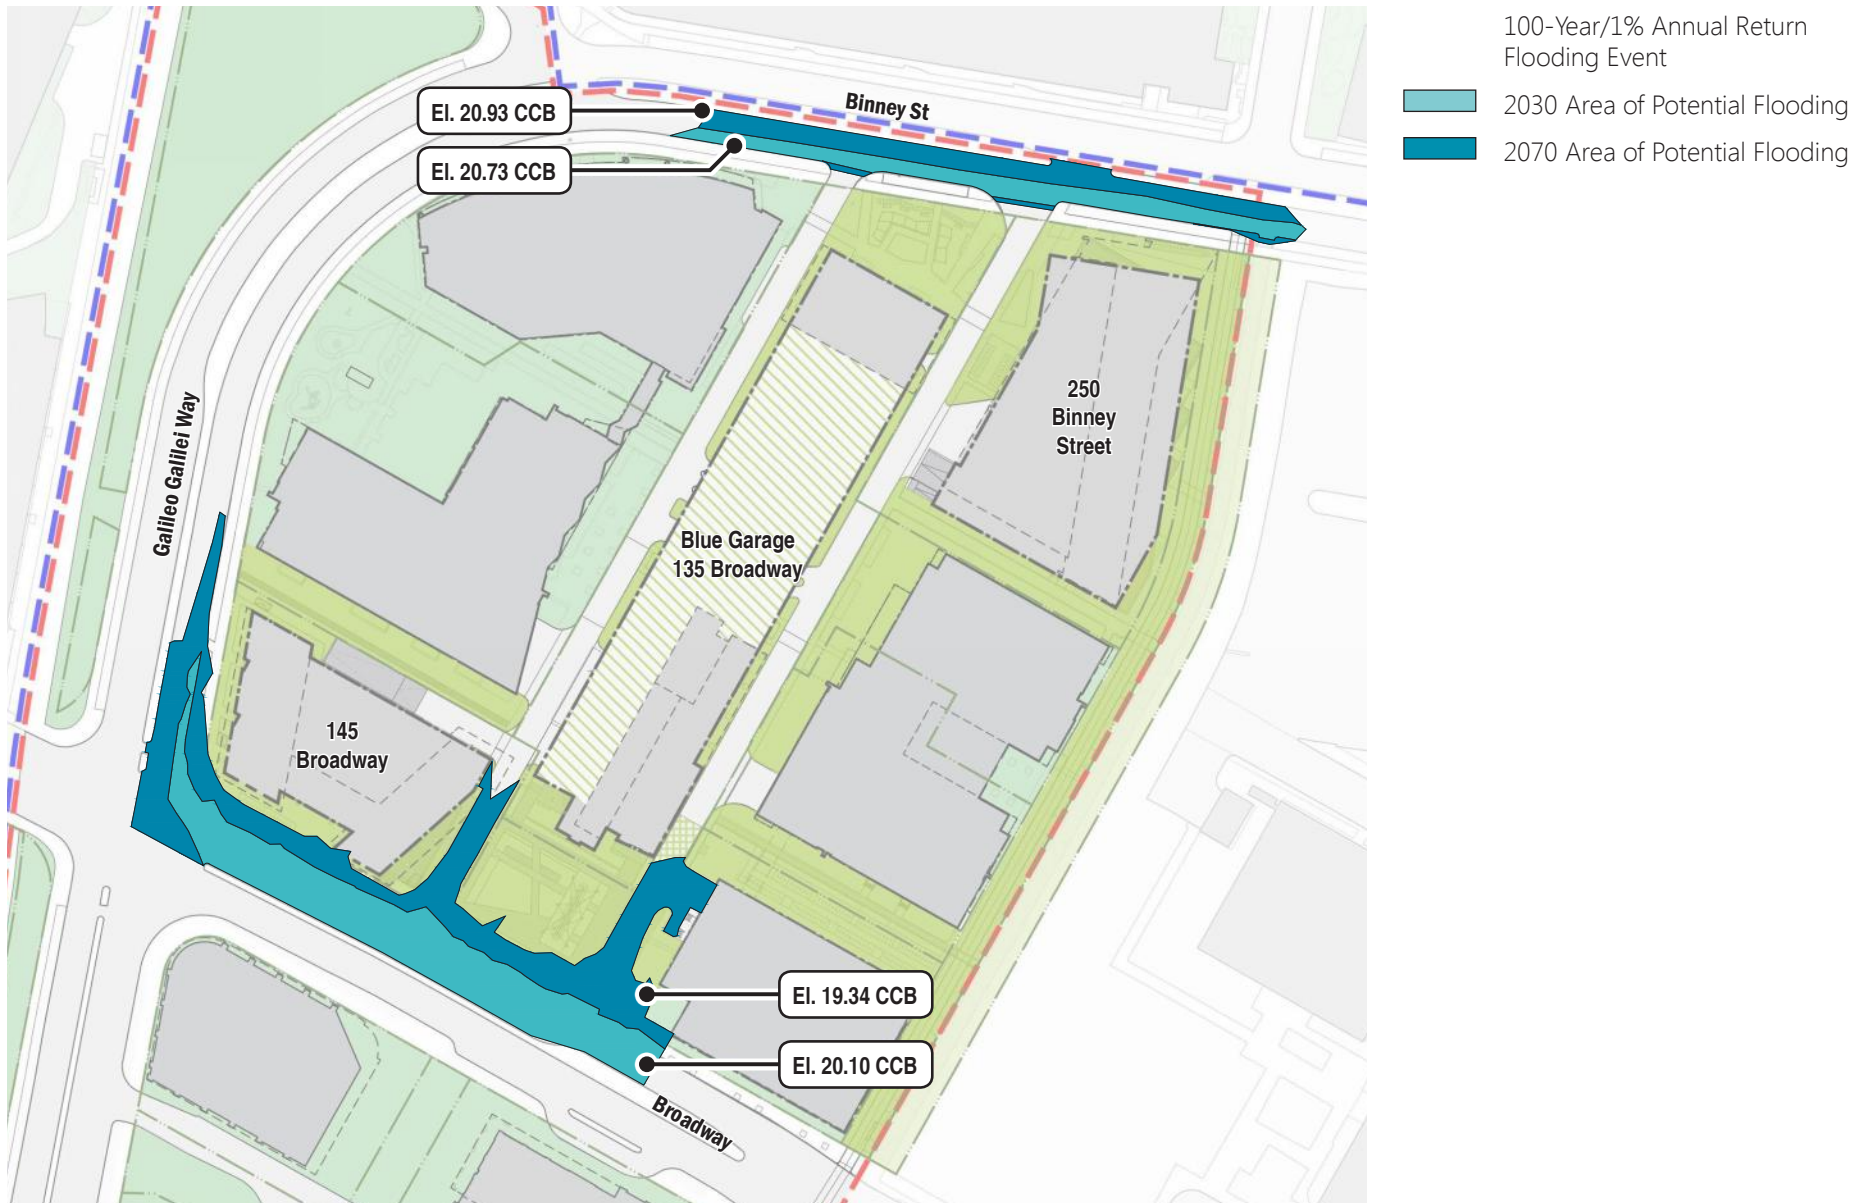 100-Year/1% Annual Return
Flooding Event
2030 Area of Potential Flooding
2070 Area of Potential Flooding
El. 20.93 CCB
Binney St
El. 20.73 CCB
250
Binney
Street
Galileo Galilei Way
Blue Garage
135 Broadway
145
Broadway
El. 19.34 CCB
El. 20.10 CCB
Broadway